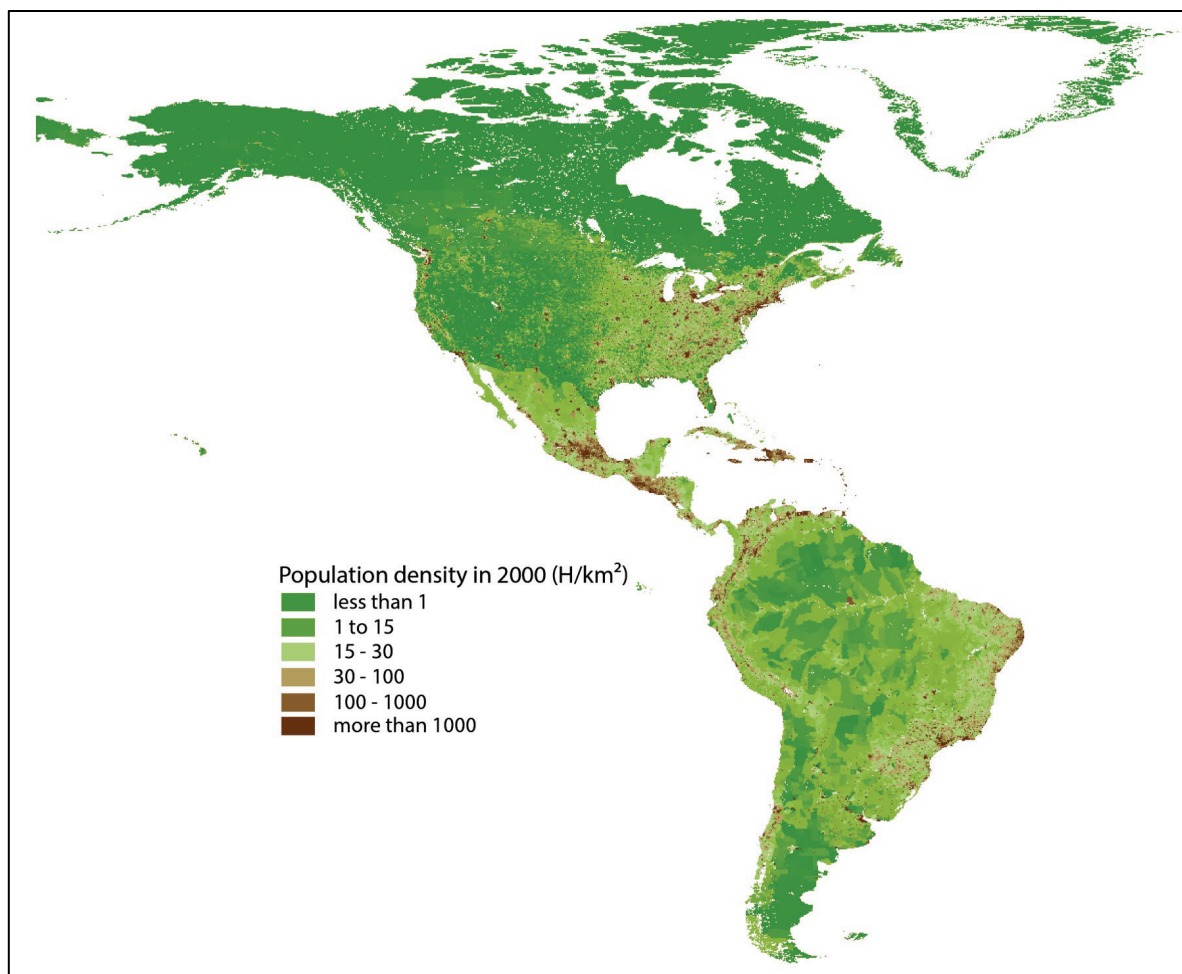 Population density in 2000 (H/km²)
less than 1
1 to 15
15 - 30
30 - 100
100 - 1000
more than 1000